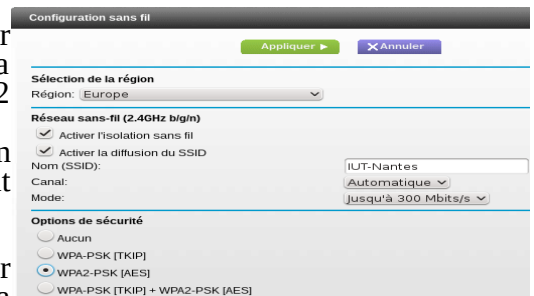 Configuration sans fil
Appliquer
Annuler
Sélection de la région
Région: Europe
Réseau sans-fil (2.4GHz b/g/n)
Activer l'isolation sans fil
Activer la diffusion du SSID
Nom (SSID): IUT-Nantes
Canal: Automatique
Mode: Jusqu'à 300 Mbits/s
Options de sécurité
Aucun
WPA-PSK [TKIP]
WPA2-PSK [AES]
WPA-PSK [TKIP] + WPA2-PSK [AES]